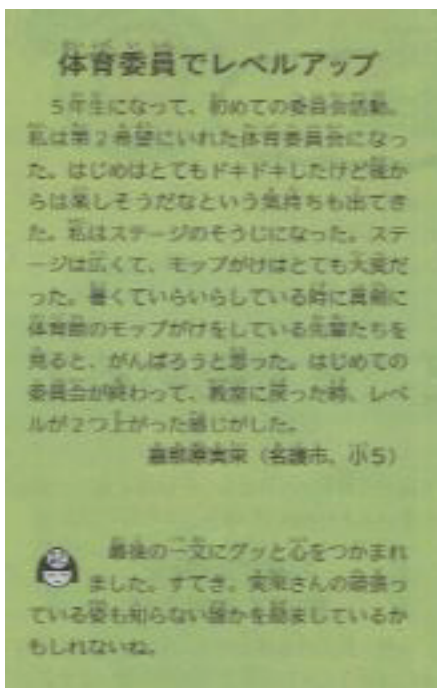 体育委員でレベルアップ
5年生になって、初めての委員会活動。
私は第2希望にいれた体育委員会になっ
た。はじめはとてもドキドキしたけど後か
らは楽しそうだなという気持ちも出てき
た。私はステージのそうじになった。ステ
ージは広くて、モップがけはとても大変だ
った。暑くていらいらしている時に真剣に
体育館のモップがけをしている先輩たちを
見ると、がんばろうと思った。はじめての
委員会が終わって、教室に戻った時、レベ
ルが2つ上がった感じがした。
嘉部原実栄(名護市、小5)
最後の一文にグッと心をつかまれ
ました。すてき。実栄さんの頑張っ
ている姿も知らない誰かを励ましているか
もしれないね。